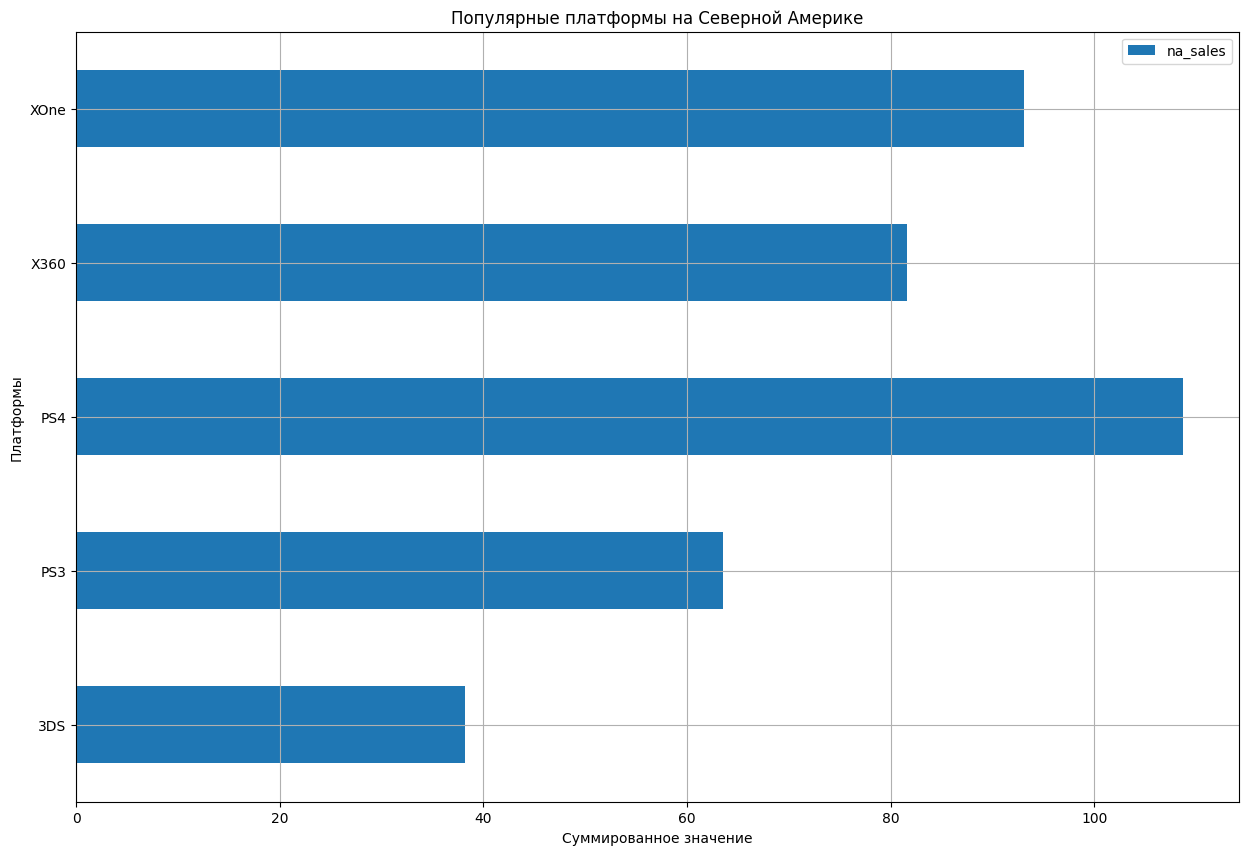 Популярные платформы на Северной Америке
na_sales
XOne
X360
PS4
PS3
3DS
Платформы
0 20 40 60 80 100
Суммированное значение